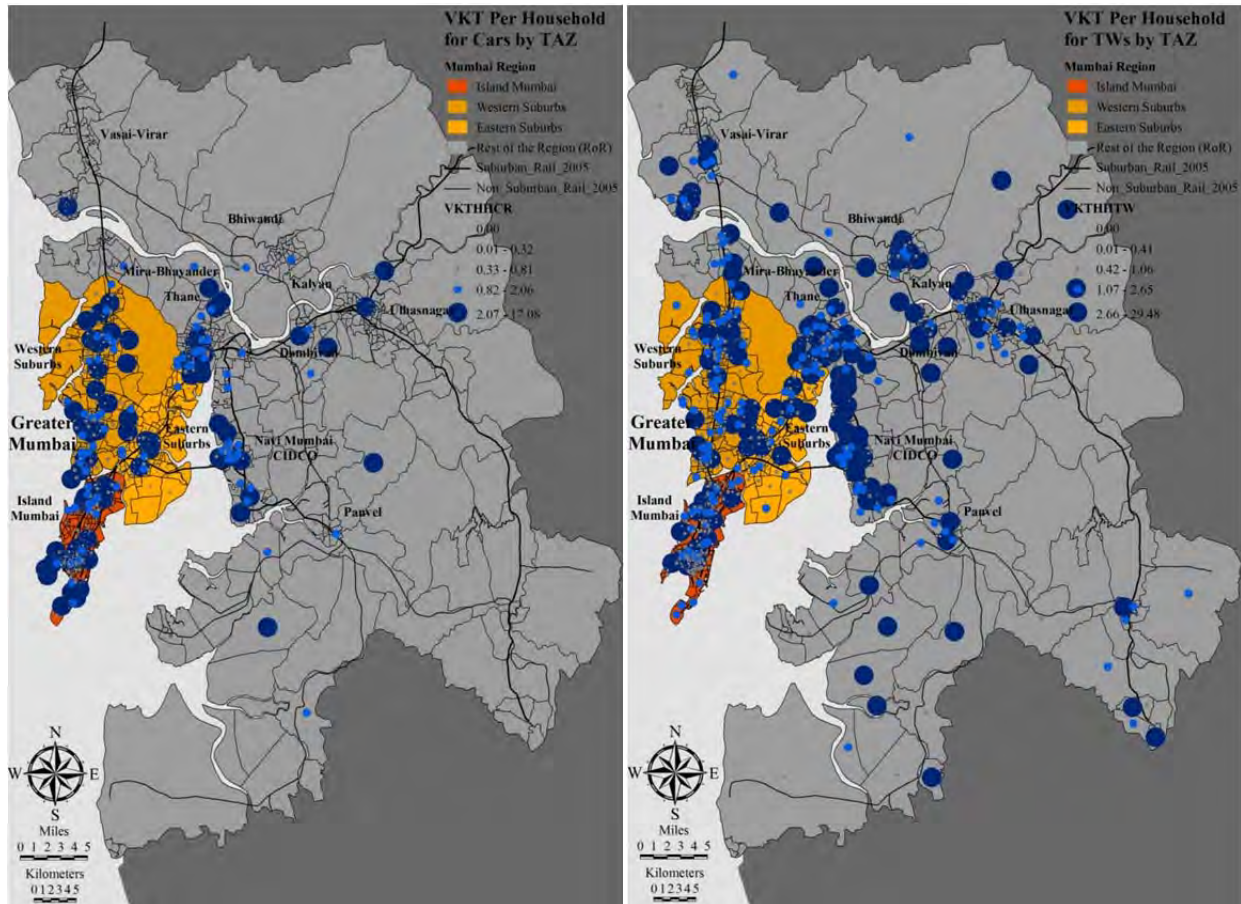 VKT Per Household
for Cars by TAZ
Mumbai Region
Island Mumbai
Western Suburbs
Eastern Suburbs
Rest of the Region (RoR)
Suburban_Rail_2005
Non_Suburban_Rail_2005
VKTHHCR
0.00
0.01 - 0.32
0.33 - 0.81
0.82 - 2.06
2.07 - 17.08
Vasai-Virar
Bhiwandi
Mira-Bhayander
Kalyan
Thane
Ulhasnagar
Western
Suburbs
Dombivali
Greater
Mumbai
Eastern
Suburbs
Navi Mumbai
CIDCO
Island
Mumbai
Panvel
N
W E
S
Miles
0 1 2 3 4 5
Kilometers
0 1 2 3 4 5
VKT Per Household
for TWs by TAZ
Mumbai Region
Island Mumbai
Western Suburbs
Eastern Suburbs
Rest of the Region (RoR)
Suburban_Rail_2005
Non_Suburban_Rail_2005
VKTHHTW
0.00
0.01 - 0.41
0.42 - 1.06
1.07 - 2.65
2.66 - 29.48
Vasai-Virar
Bhiwandi
Mira-Bhayander
Kalyan
Thane
Ulhasnagar
Western
Suburbs
Dombivali
Greater
Mumbai
Eastern
Suburbs
Navi Mumbai
CIDCO
Island
Mumbai
Panvel
N
W E
S
Miles
0 1 2 3 4 5
Kilometers
0 1 2 3 4 5